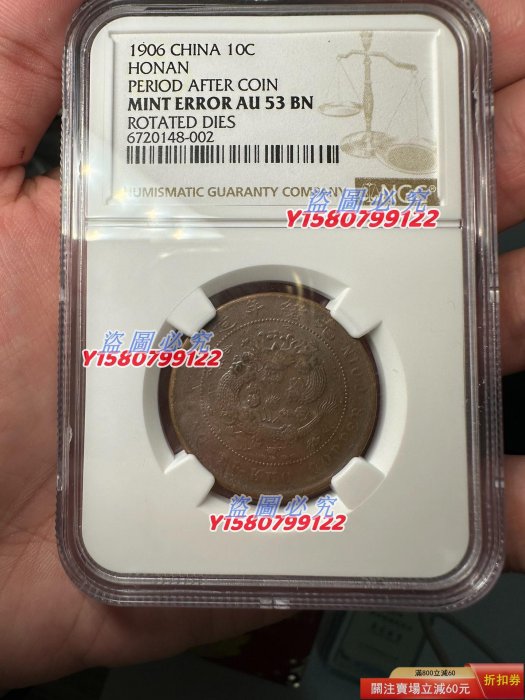 1906 CHINA 10C
HONAN
PERIOD AFTER COIN
MINT ERROR AU 53 BN
ROTATED DIES
6720148-002
NUMISMATIC GUARANTY COMPANY
NGC
盜圖必究
Y1580799122
盜圖必究
Y1580799122
盜圖必究
Y1580799122
滿800立減60
關注賣場立減60元
折扣券